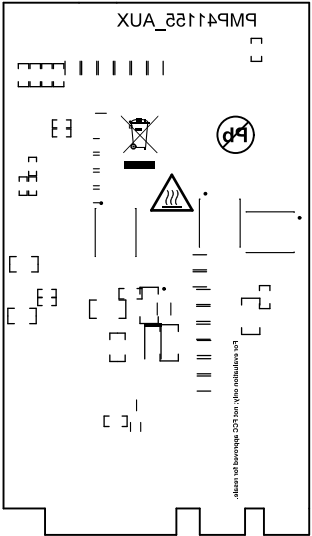 PMP41155_AUX
Pb
For evaluation only; not FCC approved for resale.